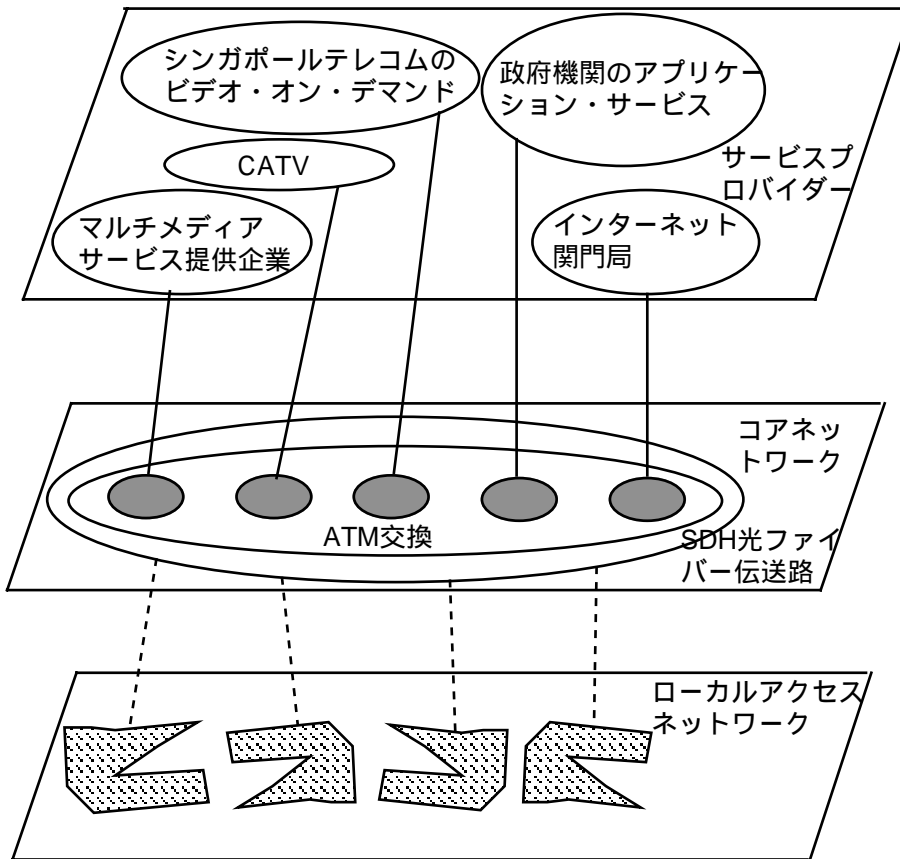 シンガポールテレコムの
ビデオ・オン・デマンド
政府機関のアプリケー
ション・サービス
CATV
サービスプ
ロバイダー
マルチメディア
サービス提供企業
インターネット
関門局
コアネッ
トワーク
ATM交換
SDH光ファイ
バー伝送路
ローカルアクセス
ネットワーク